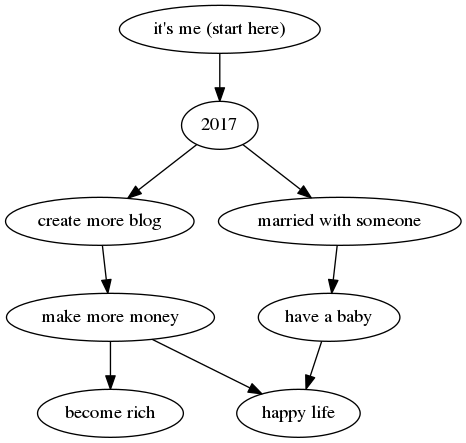 it's me (start here)
2017
create more blog
married with someone
make more money
have a baby
become rich
happy life